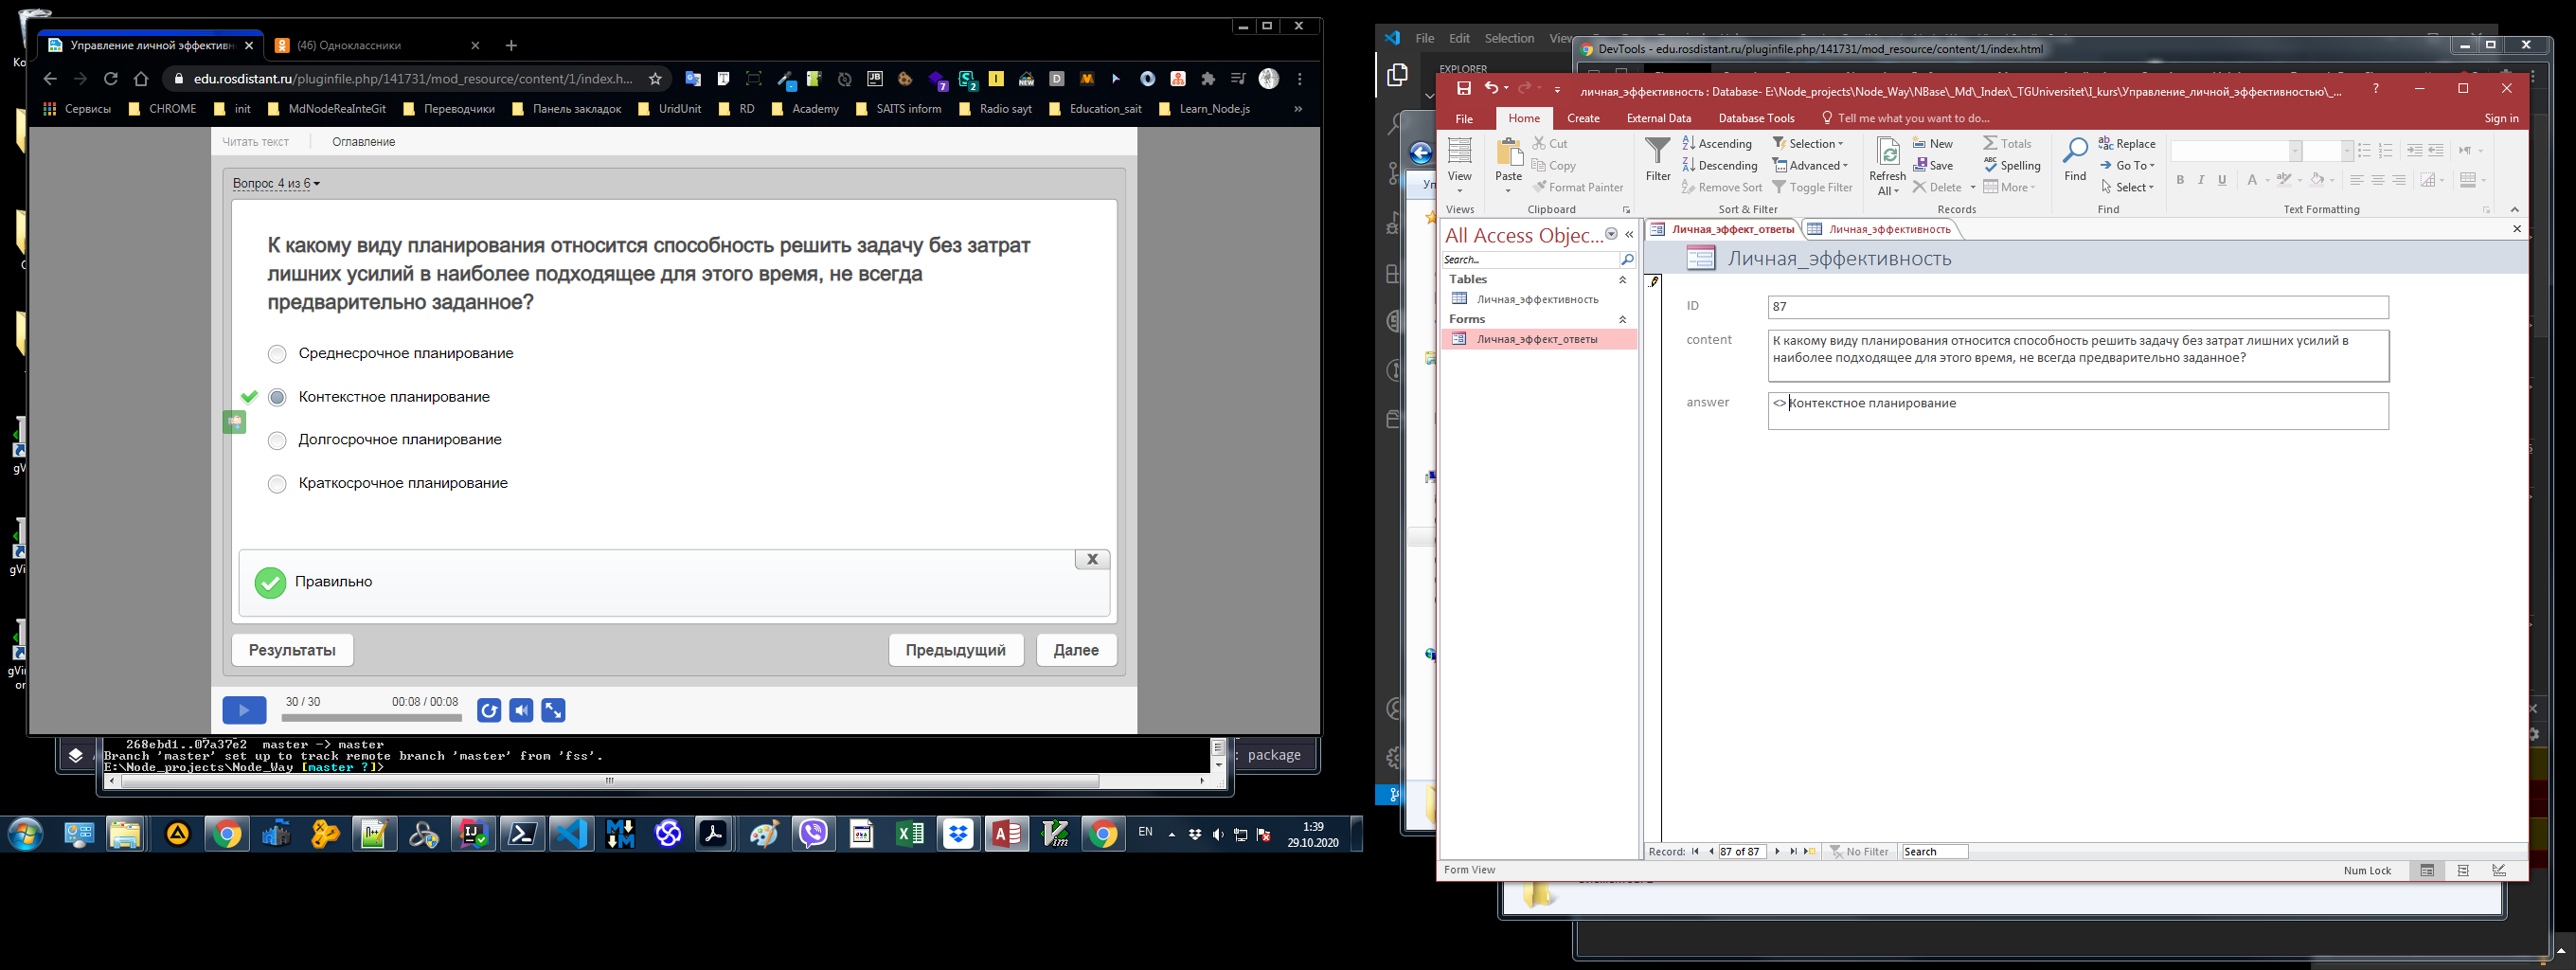 Управление личной эффективн
(46) Одноклассники
edu.rosdistant.ru/pluginfile.php/141731/mod_resource/content/1/index.h...
Сервисы
CHROME
init
MdNodeReaInteGit
Переводчики
Панель закладок
UridUnit
RD
Academy
SAITS inform
Radio sayt
Education_sait
Learn_Node.js
»
Читать текст
Оглавление
Вопрос 4 из 6
К какому виду планирования относится способность решить задачу без затрат
лишних усилий в наиболее подходящее для этого время, не всегда
предварительно заданное?
Среднесрочное планирование
Контекстное планирование
Долгосрочное планирование
Краткосрочное планирование
X
Правильно
Результаты
Предыдущий
Далее
30 / 30
00:08 / 00:08
268ebd1..07a37e2 master -> master
Branch 'master' set up to track remote branch 'master' from 'fss'.
E:\Node_projects\Node_Way [master ?]>
: package
EN
1:39
29.10.2020
File
Edit
Selection
EXPLORER
DevTools - edu.rosdistant.ru/pluginfile.php/141731/mod_resource/content/1/index.html
личная_эффективность : Database- E:\Node_projects\Node_Way\NBase\_Md\_Index\_TGUniversitet\I_kurs\Управление_личной_эффективностью\_...
?
File
Home
Create
External Data
Database Tools
Tell me what you want to do...
Sign in
View
Views
Paste
Cut
Copy
Format Painter
Clipboard
Filter
Ascending
Descending
Remove Sort
Selection
Advanced
Toggle Filter
Sort & Filter
Refresh
All
New
Save
Delete
Totals
Spelling
More
Records
Find
Replace
Go To
Select
Find
B
I
U
A
Text Formatting
All Access Objec...
Search...
Tables
Личная_эффективность
Forms
Личная_эффект_ответы
Личная_эффект_ответы
Личная_эффективность
Личная_эффективность
ID
87
content
К какому виду планирования относится способность решить задачу без затрат лишних усилий в
наиболее подходящее для этого время, не всегда предварительно заданное?
answer
<> Контекстное планирование
Record:
87 of 87
No Filter
Search
Form View
Num Lock